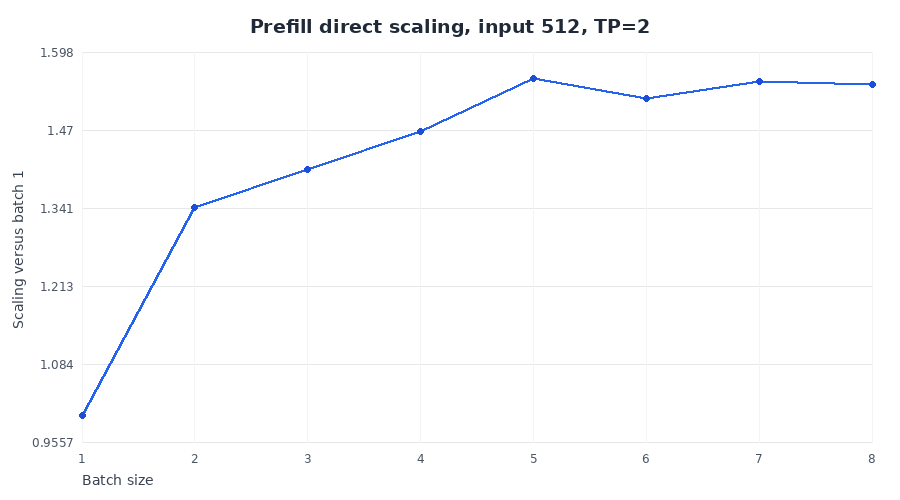 Prefill direct scaling, input 512, TP=2
1.598
1.47
1.341
1.213
1.084
0.9557
Scaling versus batch 1
1 2 3 4 5 6 7 8
Batch size